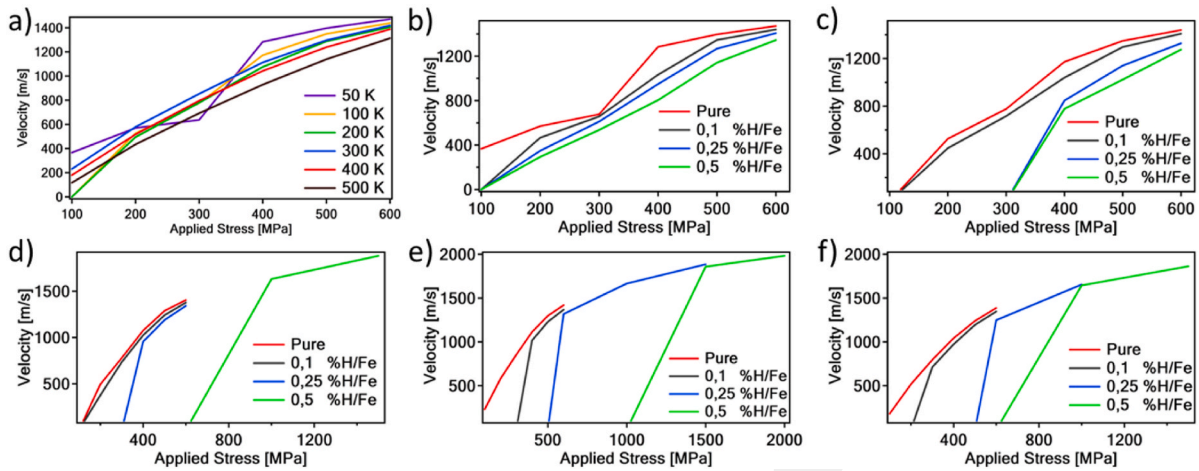 a)
Velocity [m/s]
1400
1200
1000
800
600
400
200
0
100 200 300 400 500 600
Applied Stress [MPa]
50 K
100 K
200 K
300 K
400 K
500 K
b)
Velocity [m/s]
1200
800
400
0
100 200 300 400 500 600
Applied Stress [MPa]
Pure
0,1 %H/Fe
0,25 %H/Fe
0,5 %H/Fe
c)
Velocity [m/s]
1200
800
400
100 200 300 400 500 600
Applied Stress [MPa]
Pure
0,1 %H/Fe
0,25 %H/Fe
0,5 %H/Fe
d)
Velocity [m/s]
1500
1000
500
400 800 1200
Applied Stress [MPa]
Pure
0,1 %H/Fe
0,25 %H/Fe
0,5 %H/Fe
e)
Velocity [m/s]
2000
1500
1000
500
500 1000 1500 2000
Applied Stress [MPa]
Pure
0,1 %H/Fe
0,25 %H/Fe
0,5 %H/Fe
f)
Velocity [m/s]
2000
1500
1000
500
400 800 1200
Applied Stress [MPa]
Pure
0,1 %H/Fe
0,25 %H/Fe
0,5 %H/Fe